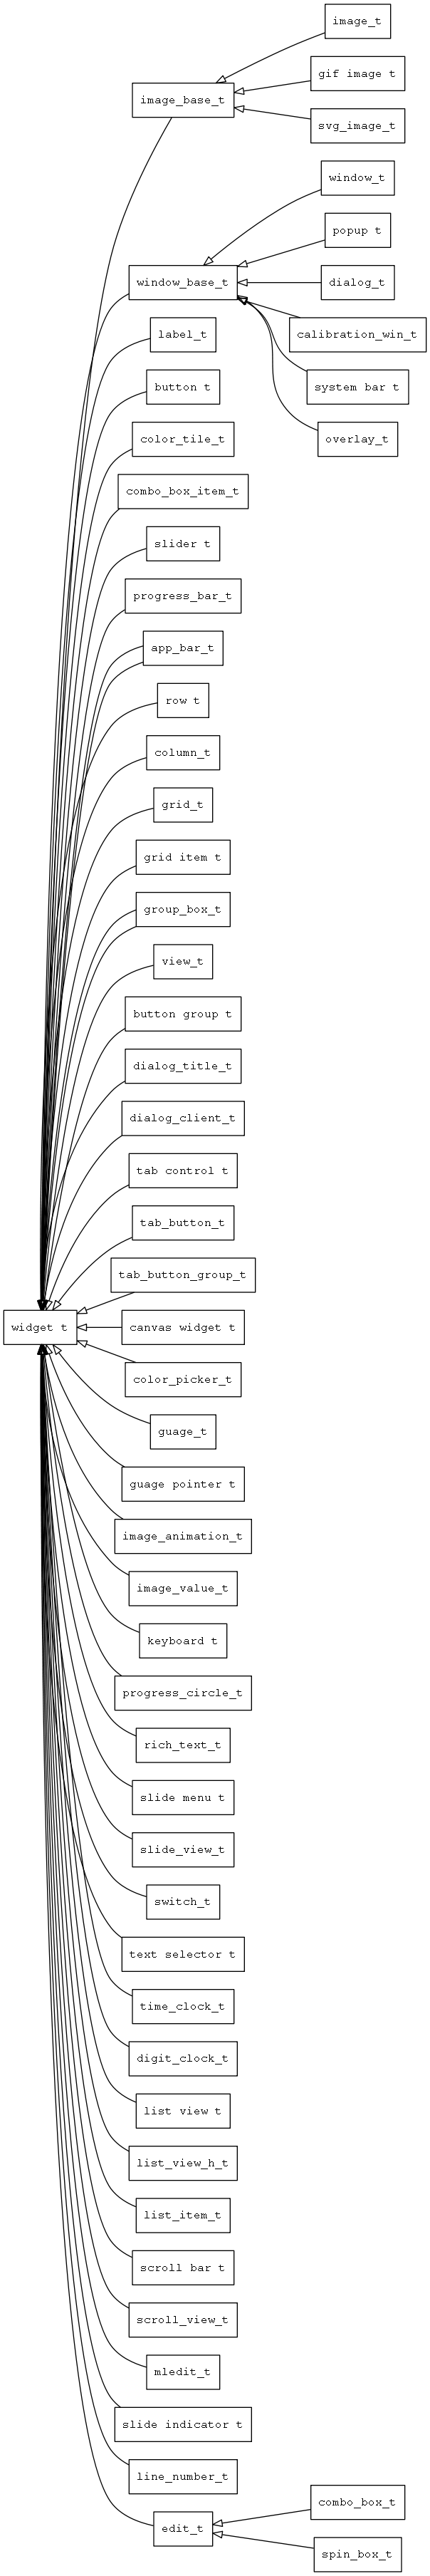 image_t
gif image t
image_base_t
svg_image_t
window_t
popup t
window_base_t
dialog_t
label_t
calibration_win_t
button t
system bar t
color_tile_t
overlay_t
combo_box_item_t
slider t
progress_bar_t
app_bar_t
row t
column_t
grid_t
grid item t
group_box_t
view_t
button group t
dialog_title_t
dialog_client_t
tab control t
tab_button_t
tab_button_group_t
widget t
canvas widget t
color_picker_t
guage_t
guage pointer t
image_animation_t
image_value_t
keyboard t
progress_circle_t
rich_text_t
slide menu t
slide_view_t
switch_t
text selector t
time_clock_t
digit_clock_t
list view t
list_view_h_t
list_item_t
scroll bar t
scroll_view_t
mledit_t
slide indicator t
line_number_t
combo_box_t
edit_t
spin_box_t